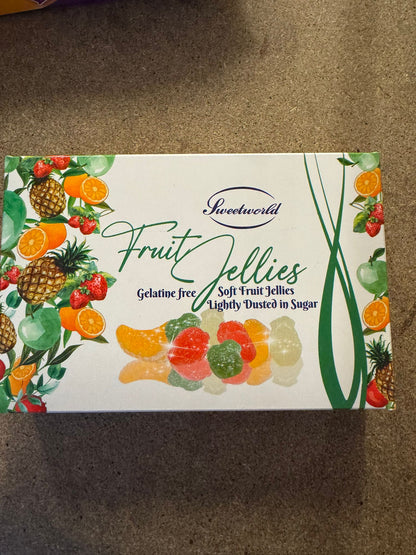 Sweetworld
Fruit Jellies
Gelatine free
Soft Fruit Jellies
Lightly Dusted in Sugar